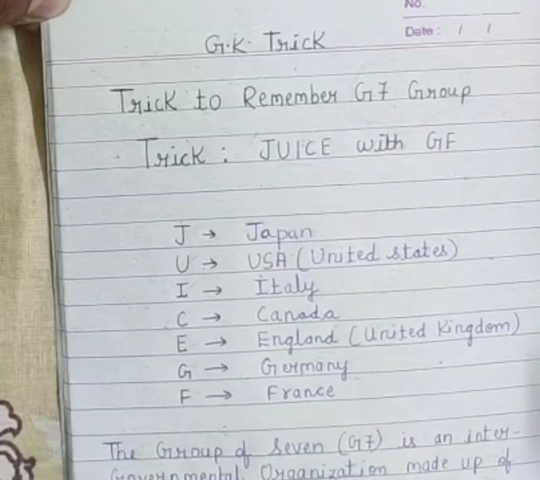 No.
Date: / /
G.K. Trick
Trick to Remember G7 Group
Trick : JUICE with GF
J → Japan
U → USA (United states)
I → Italy
C → Canada
E → England (United Kingdom)
G → Germany
F → France
The Group of Seven (G7) is an inter-
Governmental Organization made up of